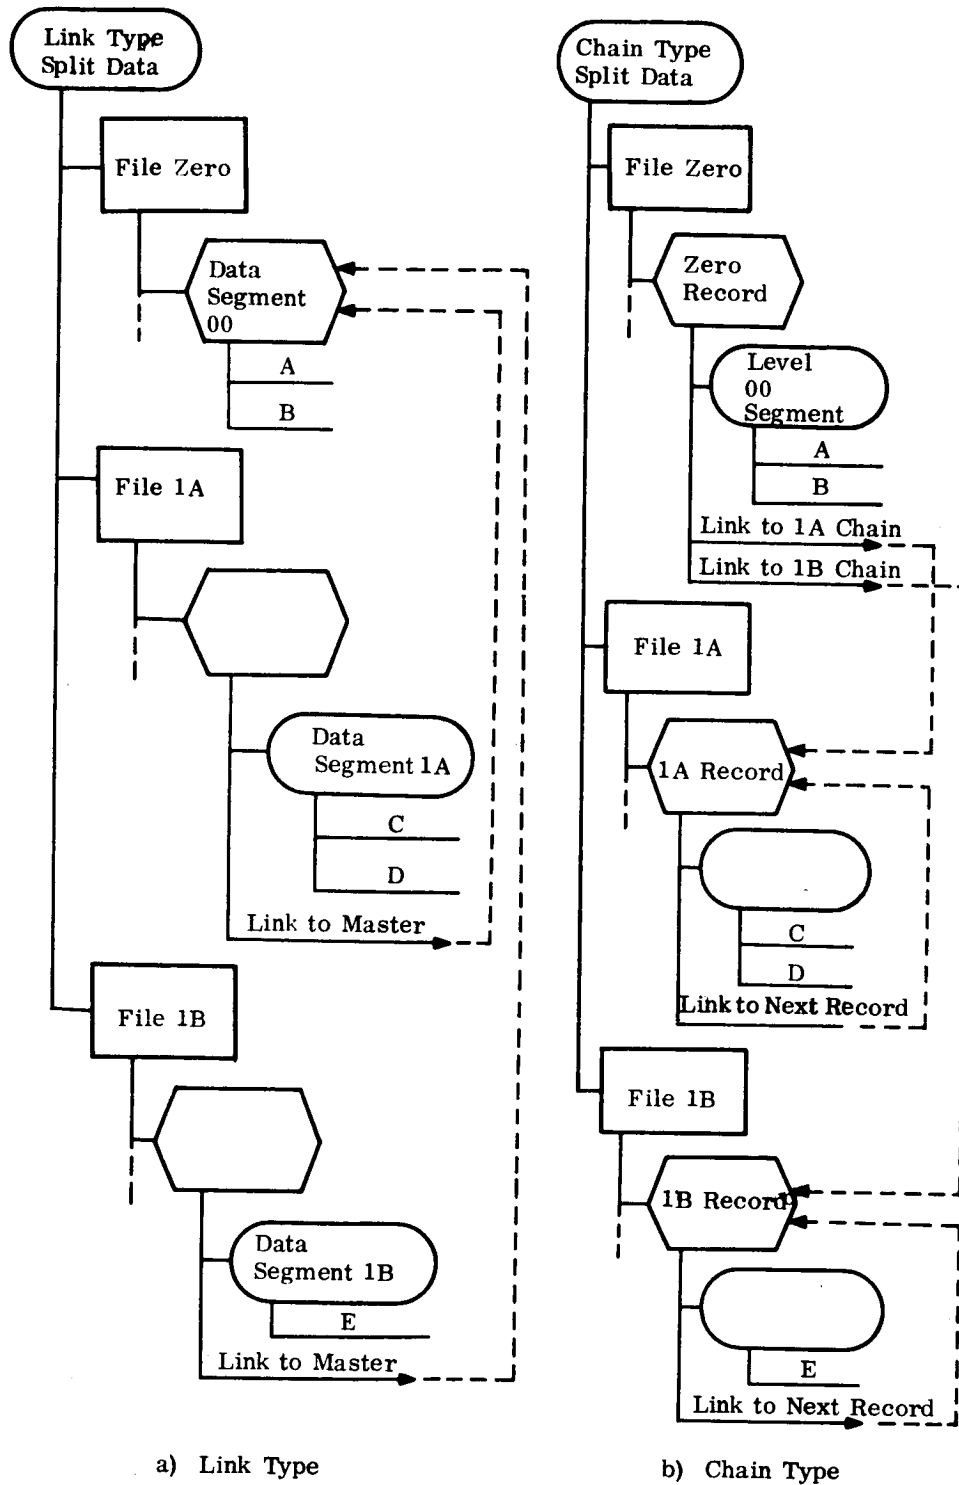 Link Type
Split Data
File Zero
Data
Segment
00
A
B
File 1A
Data
Segment 1A
C
D
Link to Master
File 1B
Data
Segment 1B
E
Link to Master
a) Link Type
Chain Type
Split Data
File Zero
Zero
Record
Level
00
Segment
A
B
Link to 1A Chain
Link to 1B Chain
File 1A
1A Record
C
D
Link to Next Record
File 1B
1B Record
E
Link to Next Record
b) Chain Type